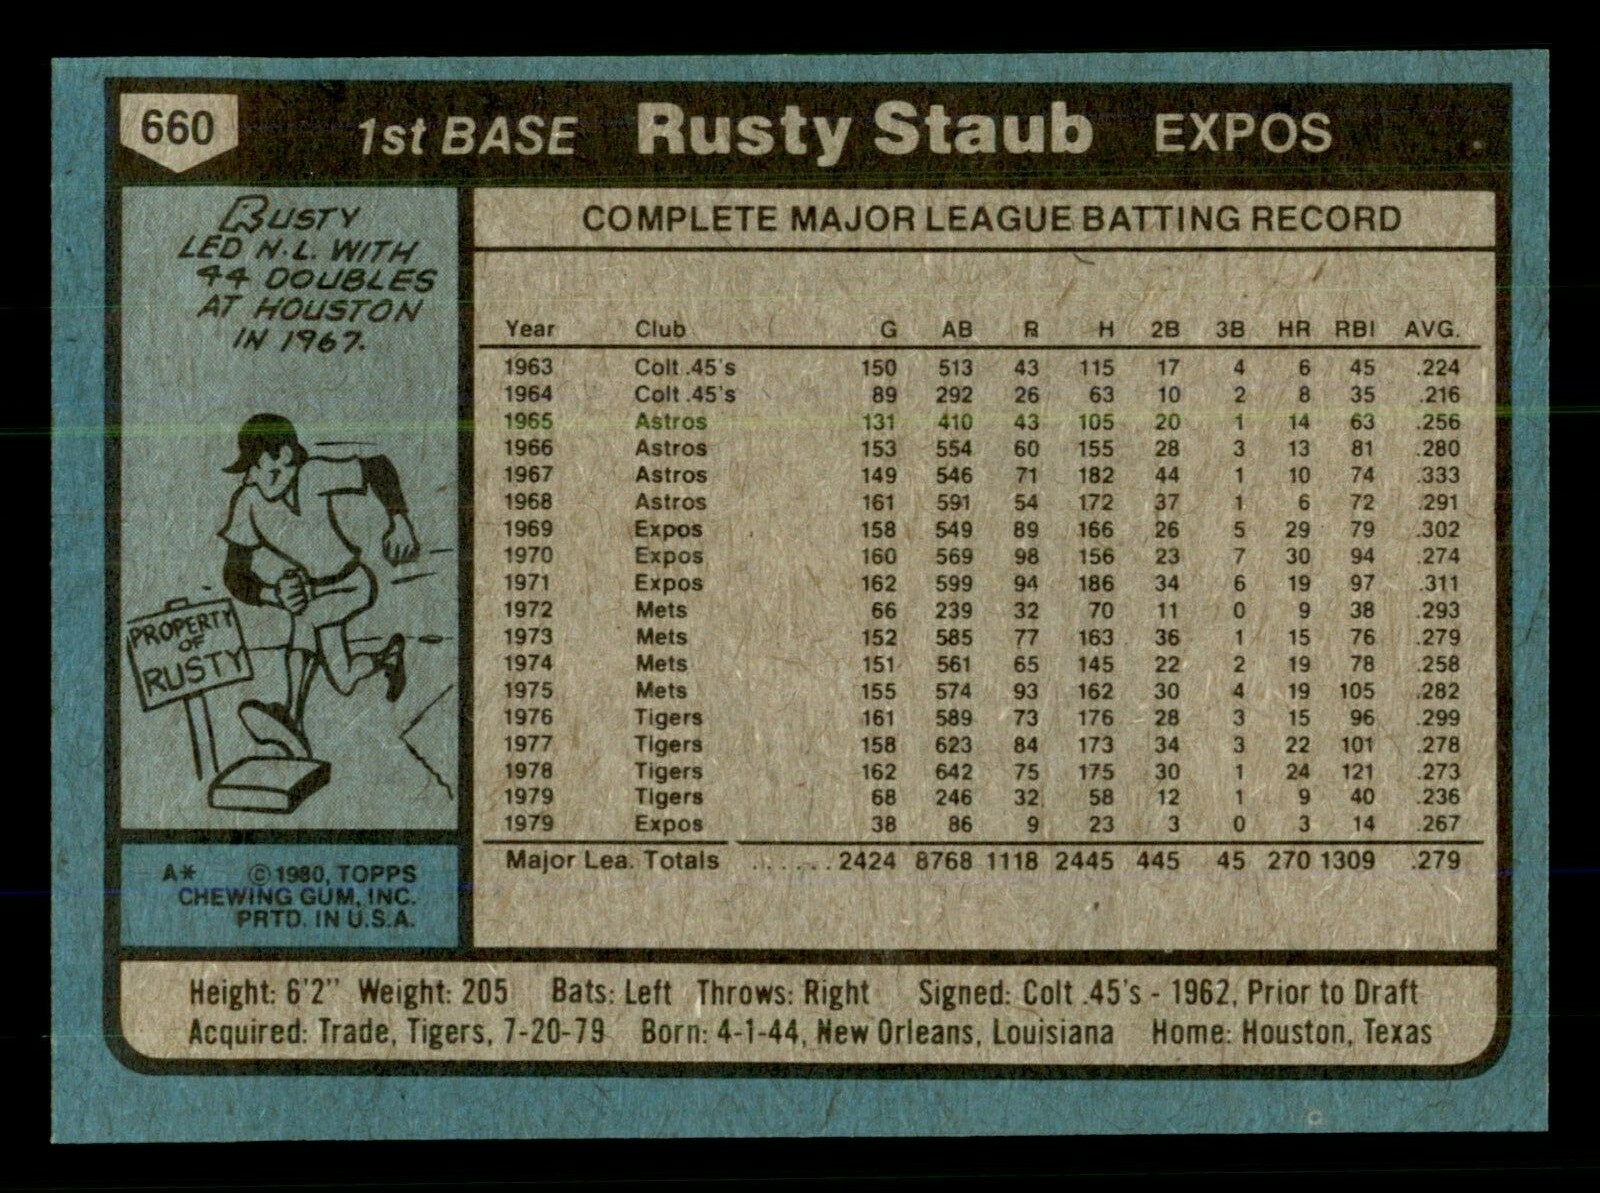 660 1st BASE Rusty Staub EXPOS
RUSTY
LED N.L. WITH
44 DOUBLES
AT HOUSTON
IN 1967.
PROPERTY
OF
RUSTY
A* ©1980, TOPPS
CHEWING GUM, INC.
PRTD. IN U.S.A.
COMPLETE MAJOR LEAGUE BATTING RECORD
Year Club G AB R H 2B 3B HR RBI AVG.
1963 Colt .45's 150 513 43 115 17 4 6 45 .224
1964 Colt .45's 89 292 26 63 10 2 8 35 .216
1965 Astros 131 410 43 105 20 1 14 63 .256
1966 Astros 153 554 60 155 28 3 13 81 .280
1967 Astros 149 546 71 182 44 1 10 74 .333
1968 Astros 161 591 54 172 37 1 6 72 .291
1969 Expos 158 549 89 166 26 5 29 79 .302
1970 Expos 160 569 98 156 23 7 30 94 .274
1971 Expos 162 599 94 186 34 6 19 97 .311
1972 Mets 66 239 32 70 11 0 9 38 .293
1973 Mets 152 585 77 163 36 1 15 76 .279
1974 Mets 151 561 65 145 22 2 19 78 .258
1975 Mets 155 574 93 162 30 4 19 105 .282
1976 Tigers 161 589 73 176 28 3 15 96 .299
1977 Tigers 158 623 84 173 34 3 22 101 .278
1978 Tigers 162 642 75 175 30 1 24 121 .273
1979 Tigers 68 246 32 58 12 1 9 40 .236
1979 Expos 38 86 9 23 3 0 3 14 .267
Major Lea. Totals ...... 2424 8768 1118 2445 445 45 270 1309 .279
Height: 6'2" Weight: 205 Bats: Left Throws: Right Signed: Colt .45's - 1962, Prior to Draft
Acquired: Trade, Tigers, 7-20-79 Born: 4-1-44, New Orleans, Louisiana Home: Houston, Texas